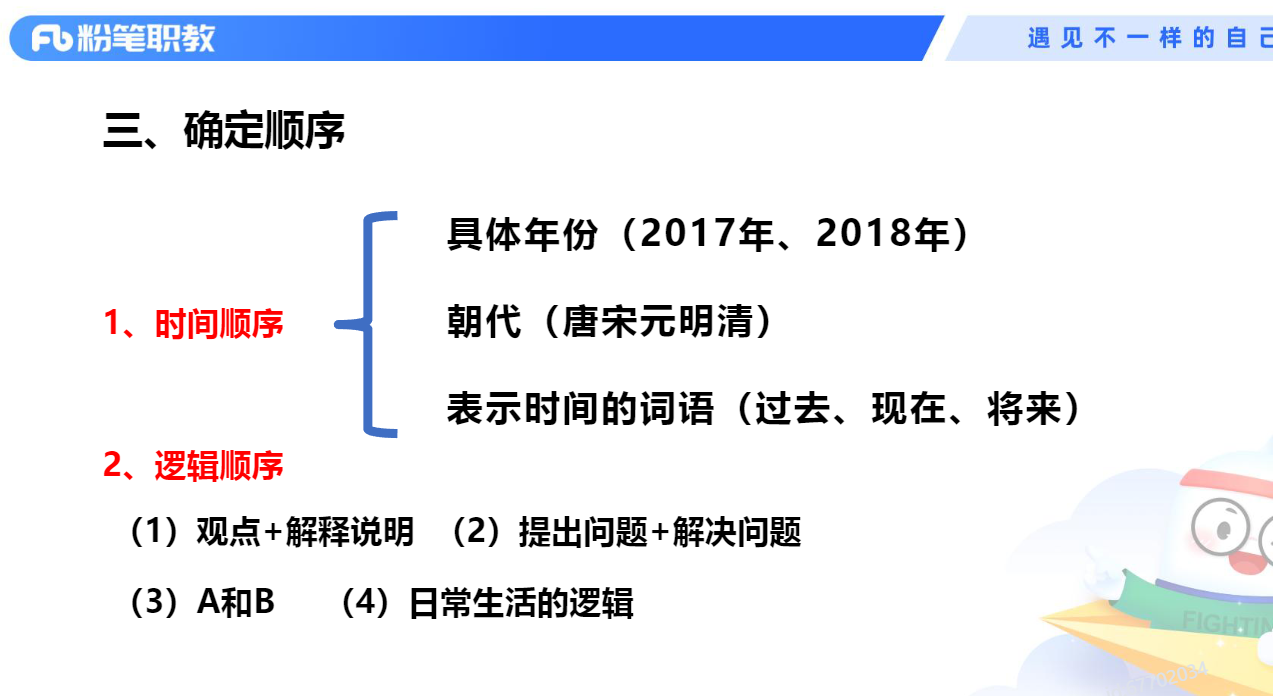 粉笔职教
遇见不一样的自己
三、确定顺序
具体年份（2017年、2018年）
1、时间顺序
朝代（唐宋元明清）
表示时间的词语（过去、现在、将来）
2、逻辑顺序
（1）观点+解释说明 （2）提出问题+解决问题
（3）A和B （4）日常生活的逻辑
FIGHTIN